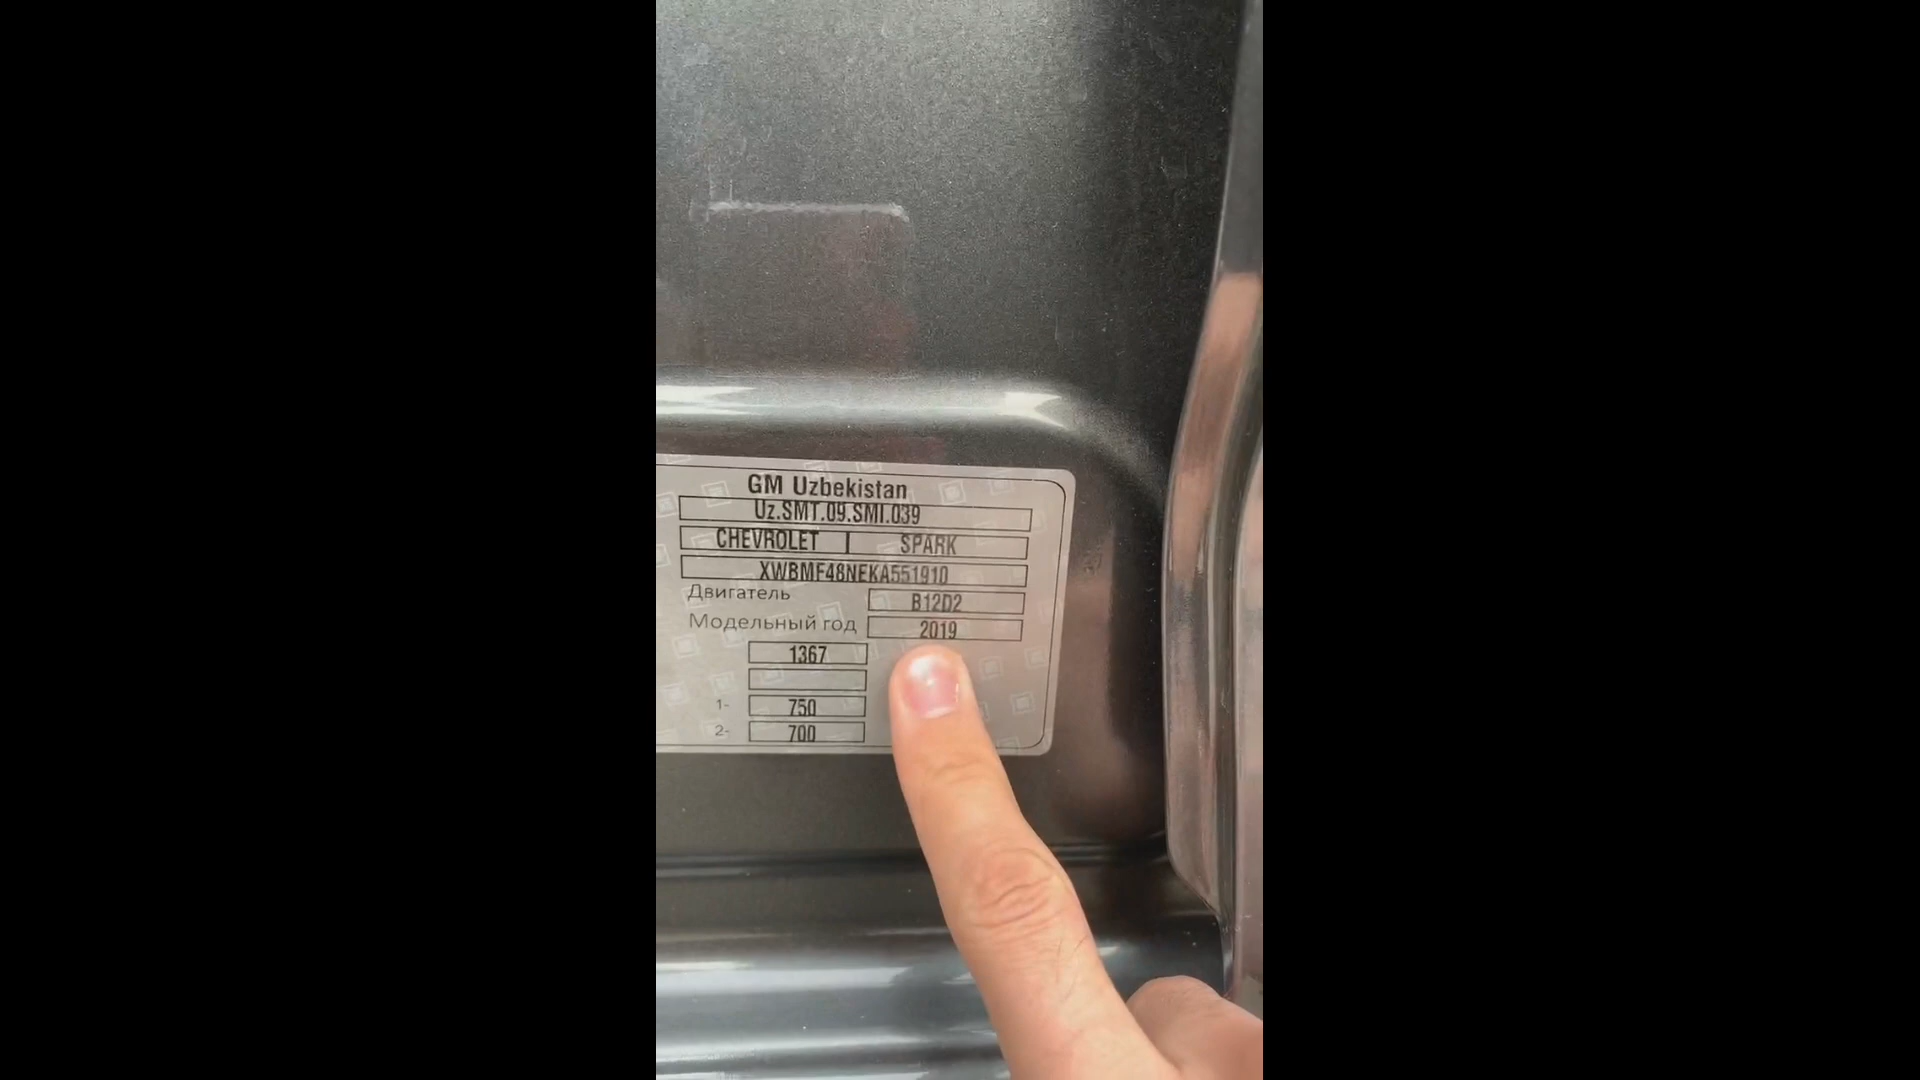 GM Uzbekistan
Uz.SMT.09.SMI.039
CHEVROLET SPARK
XWBMF48NEKA551910
Двигатель B12D2
Модельный год 2019
1367
1- 750
2- 700